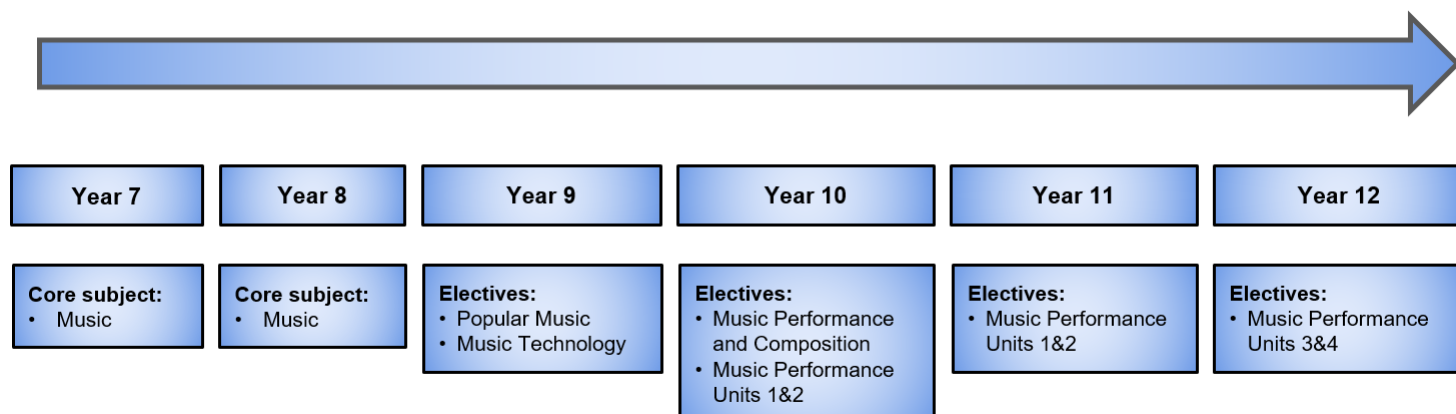 Year 7
Year 8
Year 9
Year 10
Year 11
Year 12
Core subject:
• Music
Core subject:
• Music
Electives:
• Popular Music
• Music Technology
Electives:
• Music Performance
and Composition
• Music Performance
Units 1&2
Electives:
• Music Performance
Units 1&2
Electives:
• Music Performance
Units 3&4